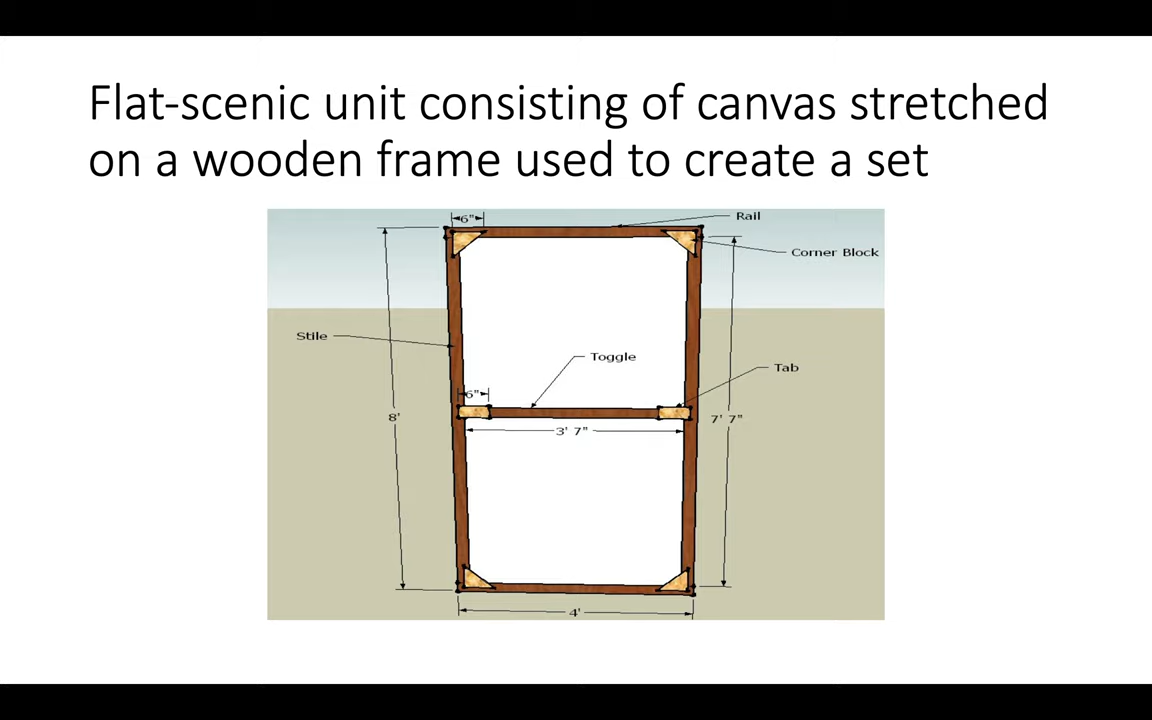 Flat-scenic unit consisting of canvas stretched
on a wooden frame used to create a set
6"
Rail
Corner Block
Stile
Toggle
Tab
6"
8'
7' 7"
3' 7"
4'